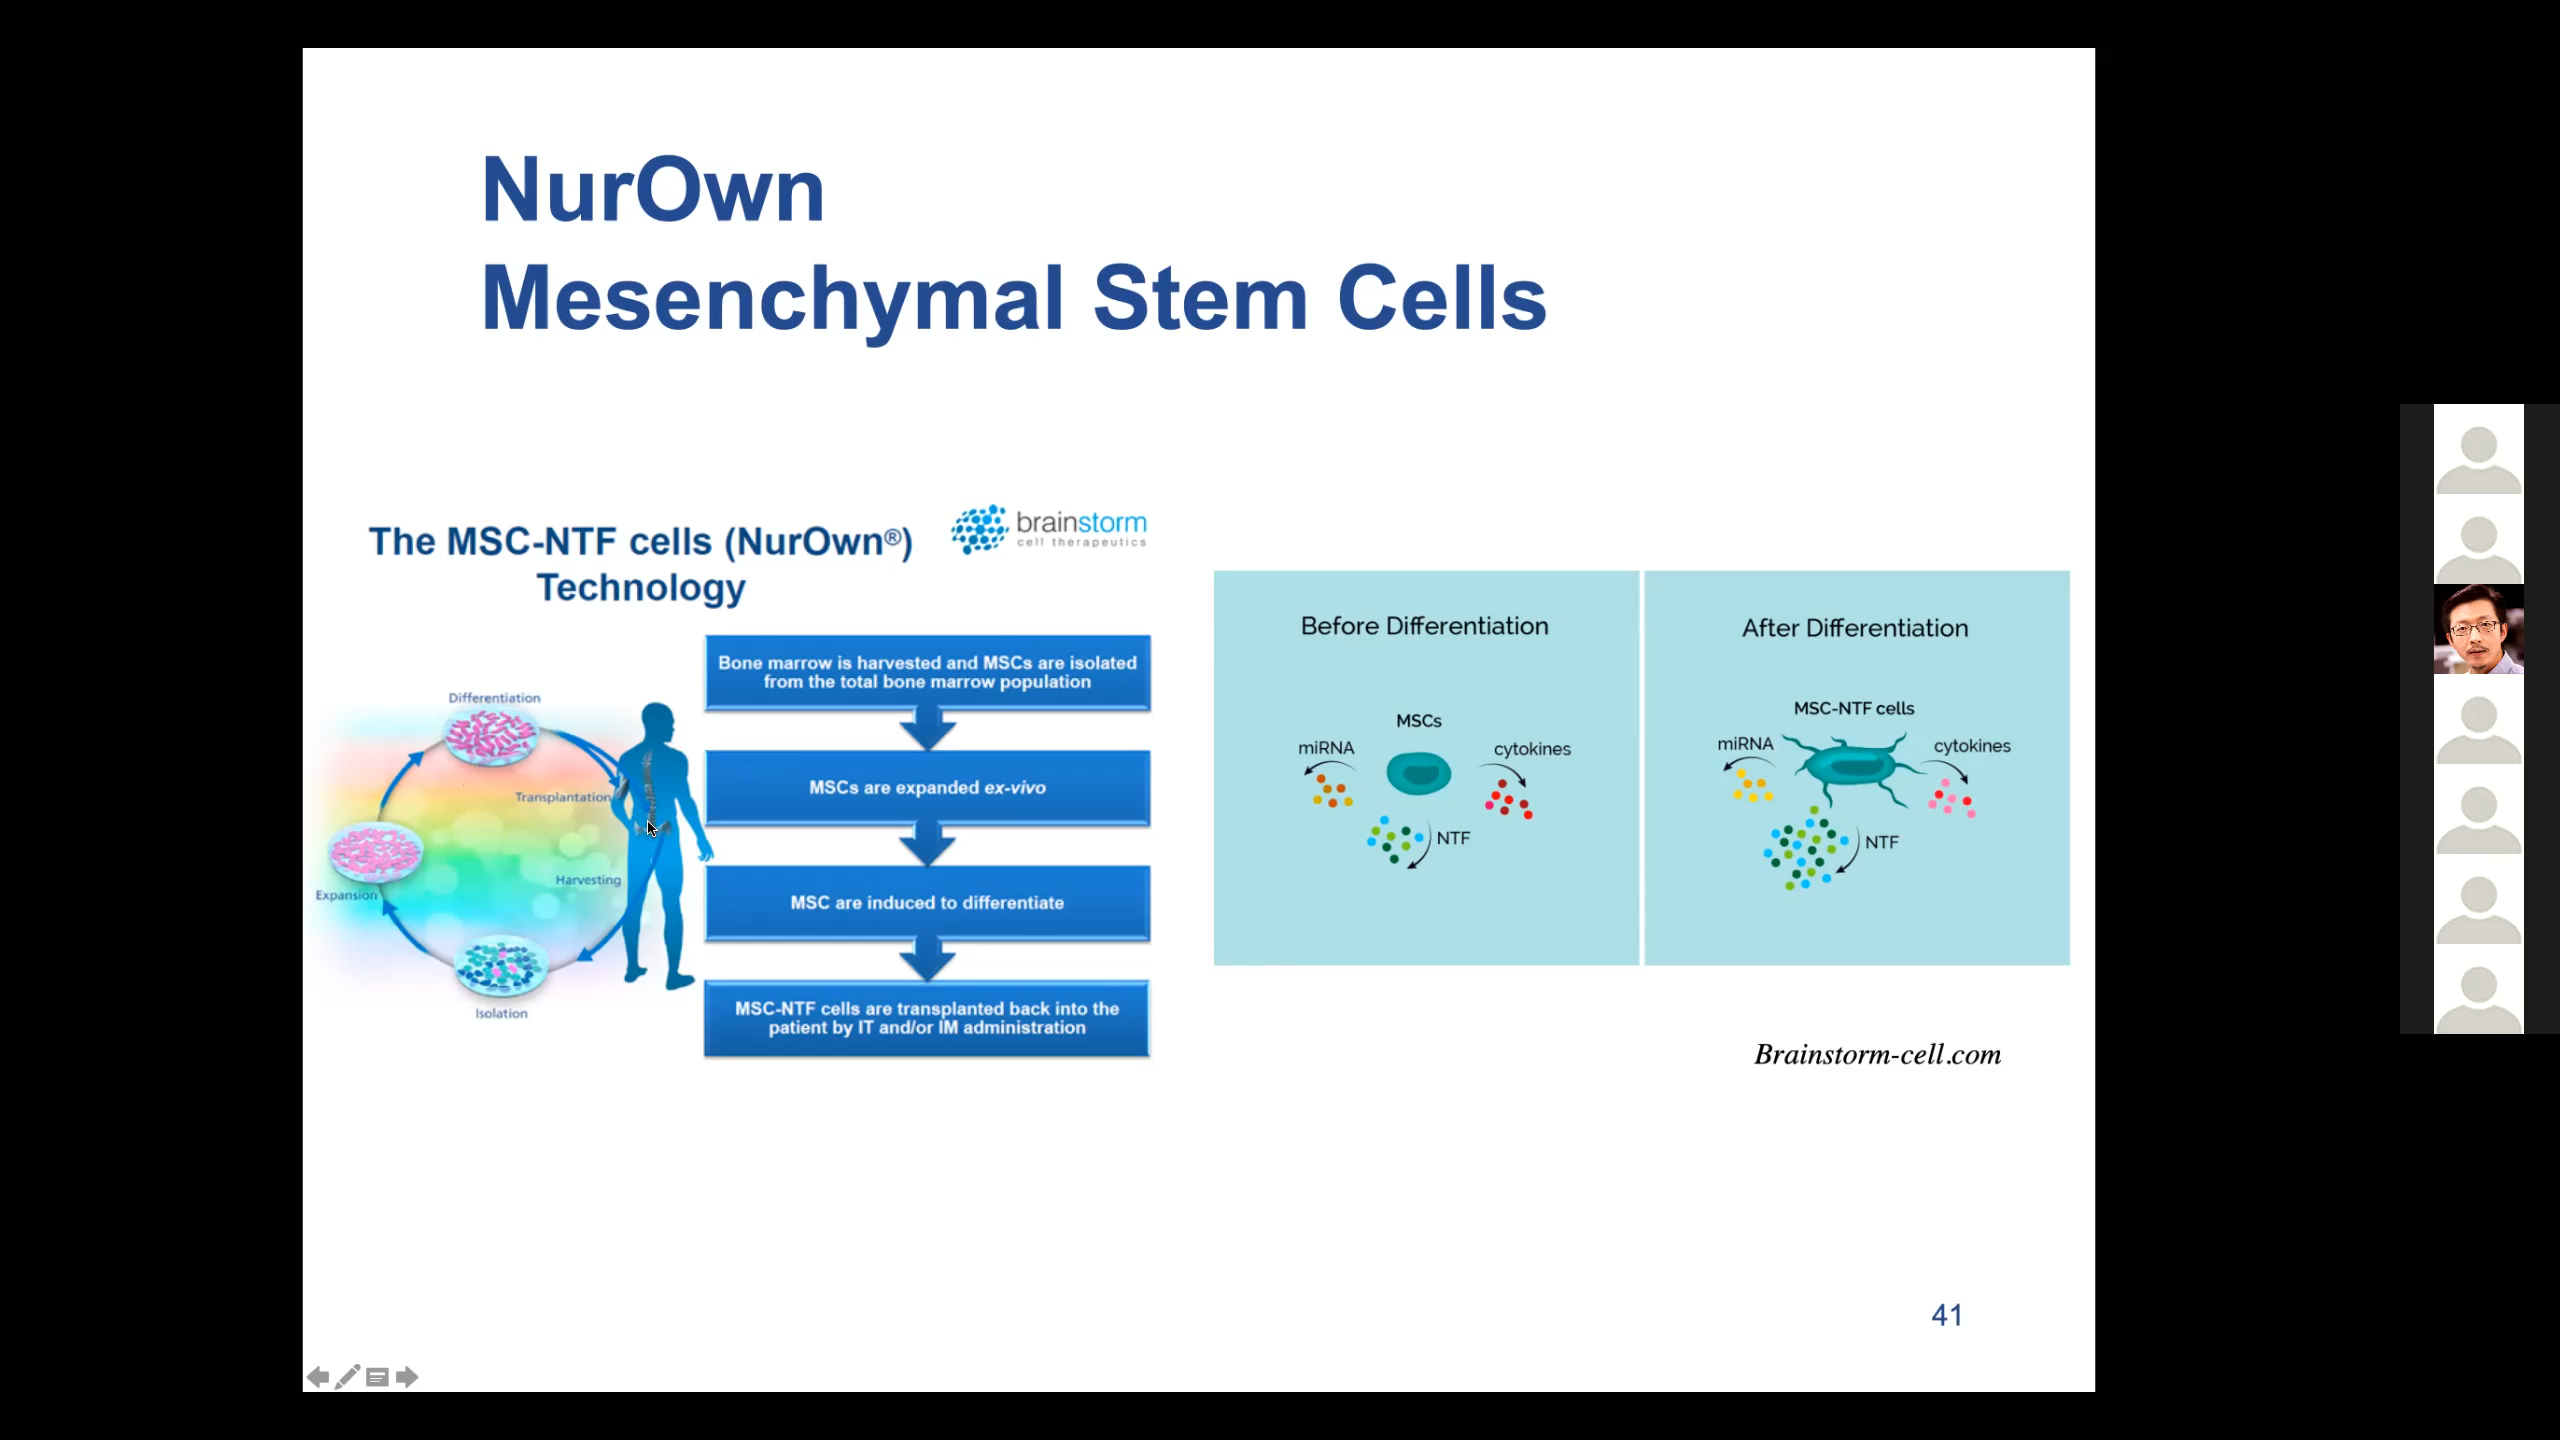 NurOwn
Mesenchymal Stem Cells
The MSC-NTF cells (NurOwn®)
Technology
brainstorm
cell therapeutics
Differentiation
Transplantation
Harvesting
Expansion
Isolation
Bone marrow is harvested and MSCs are isolated
from the total bone marrow population
MSCs are expanded ex-vivo
MSC are induced to differentiate
MSC-NTF cells are transplanted back into the
patient by IT and/or IM administration
Before Differentiation
MSCs
miRNA
cytokines
NTF
After Differentiation
MSC-NTF cells
miRNA
cytokines
NTF
Brainstorm-cell.com
41